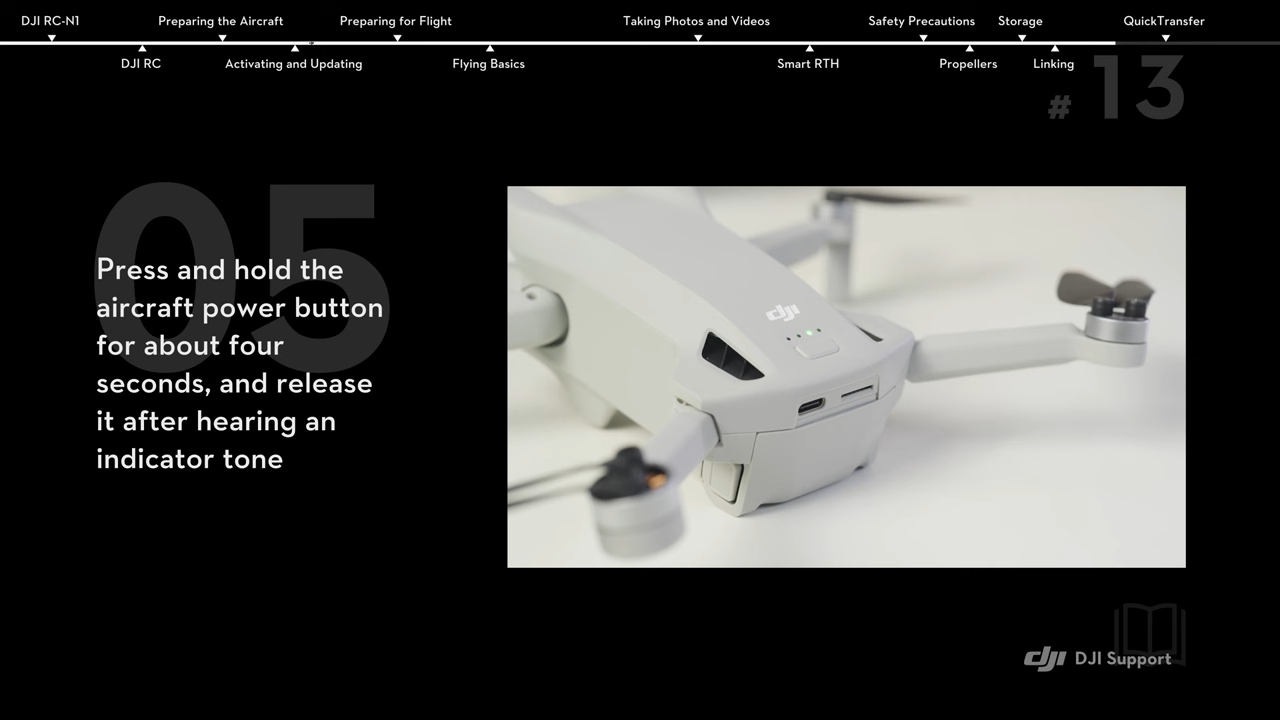 DJI RC-N1
Preparing the Aircraft
Preparing for Flight
Taking Photos and Videos
Safety Precautions
Storage
QuickTransfer
DJI RC
Activating and Updating
Flying Basics
Smart RTH
Propellers
Linking
# 13
05
Press and hold the
aircraft power button
for about four
seconds, and release
it after hearing an
indicator tone
dji
dji DJI Support